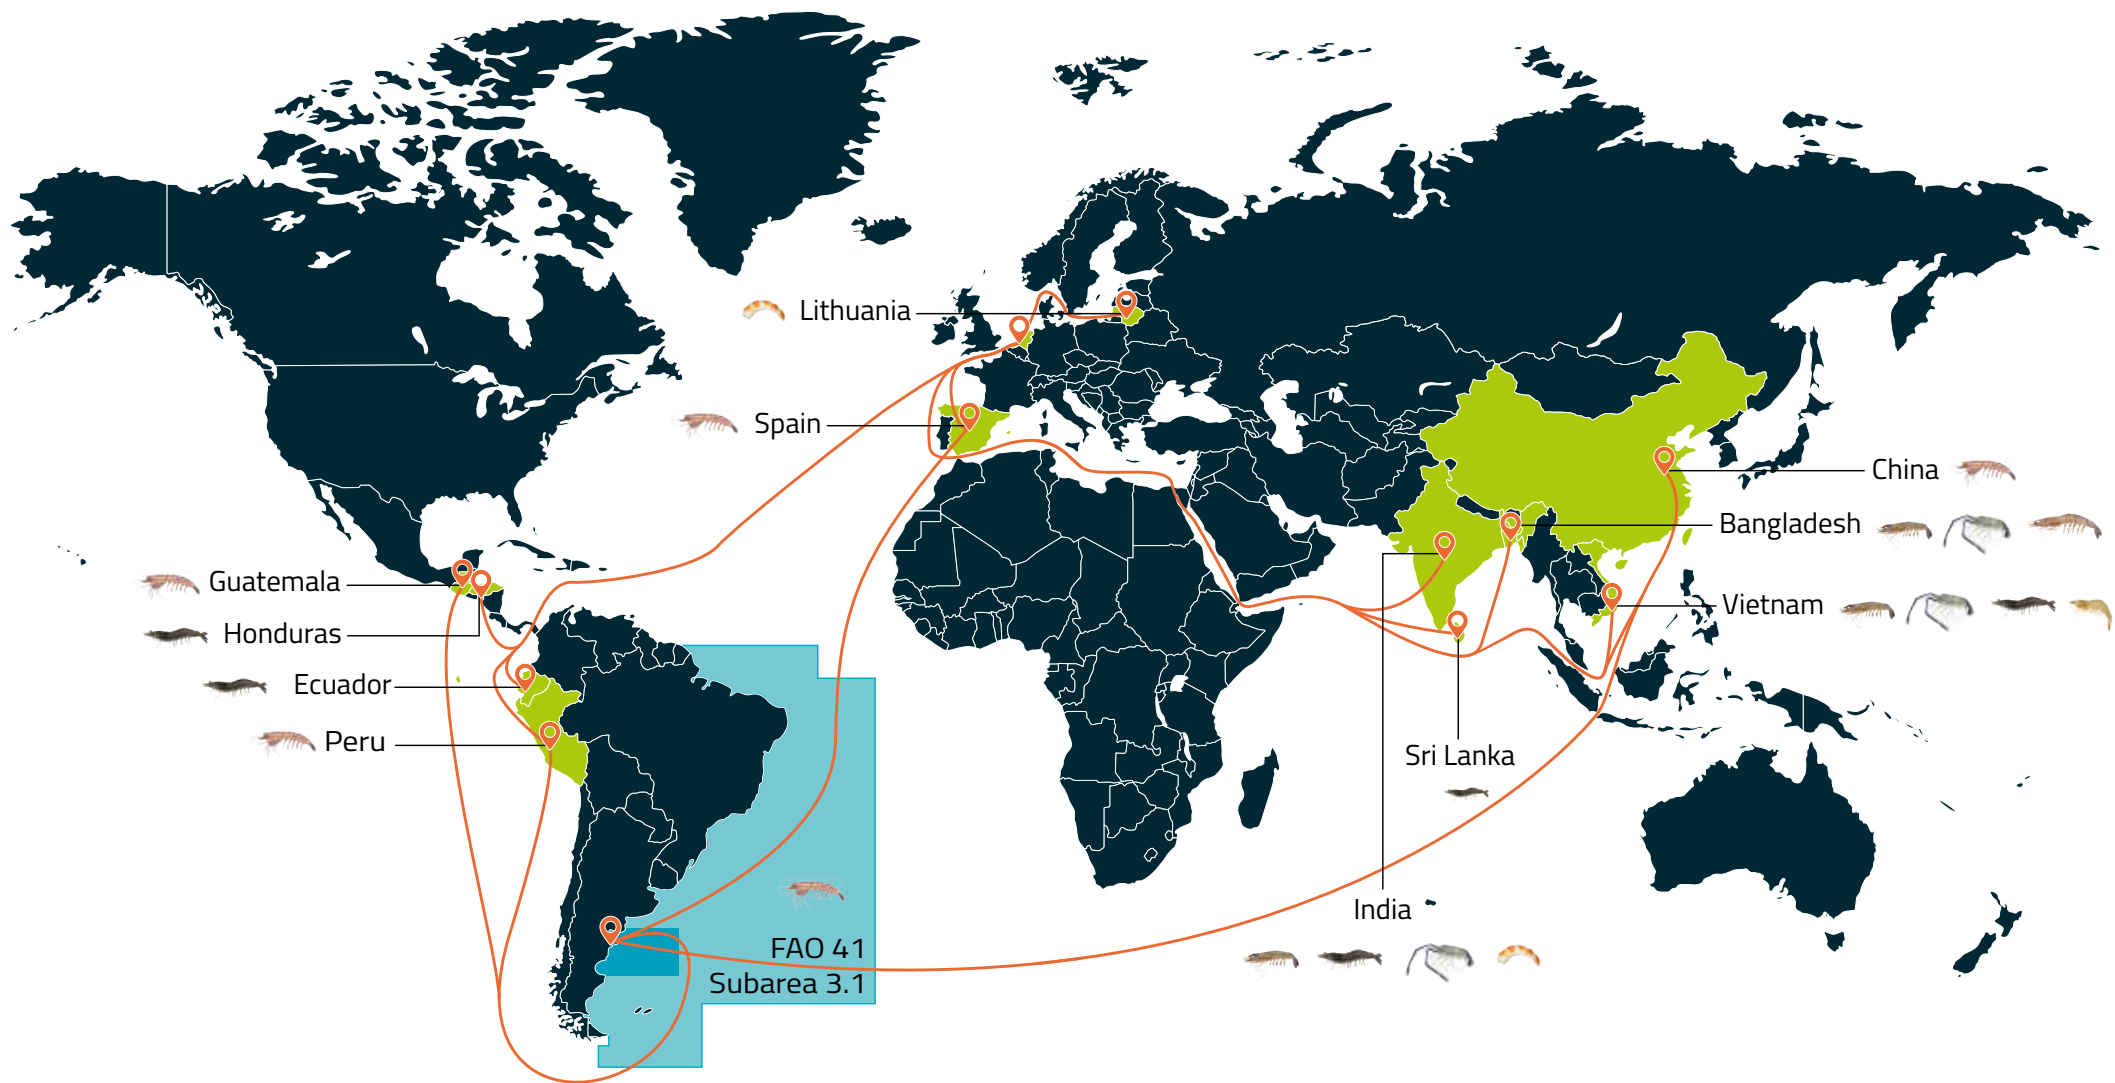 Lithuania
Spain
China
Bangladesh
Guatemala
Vietnam
Honduras
Ecuador
Peru
Sri Lanka
India
FAO 41
Subarea 3.1